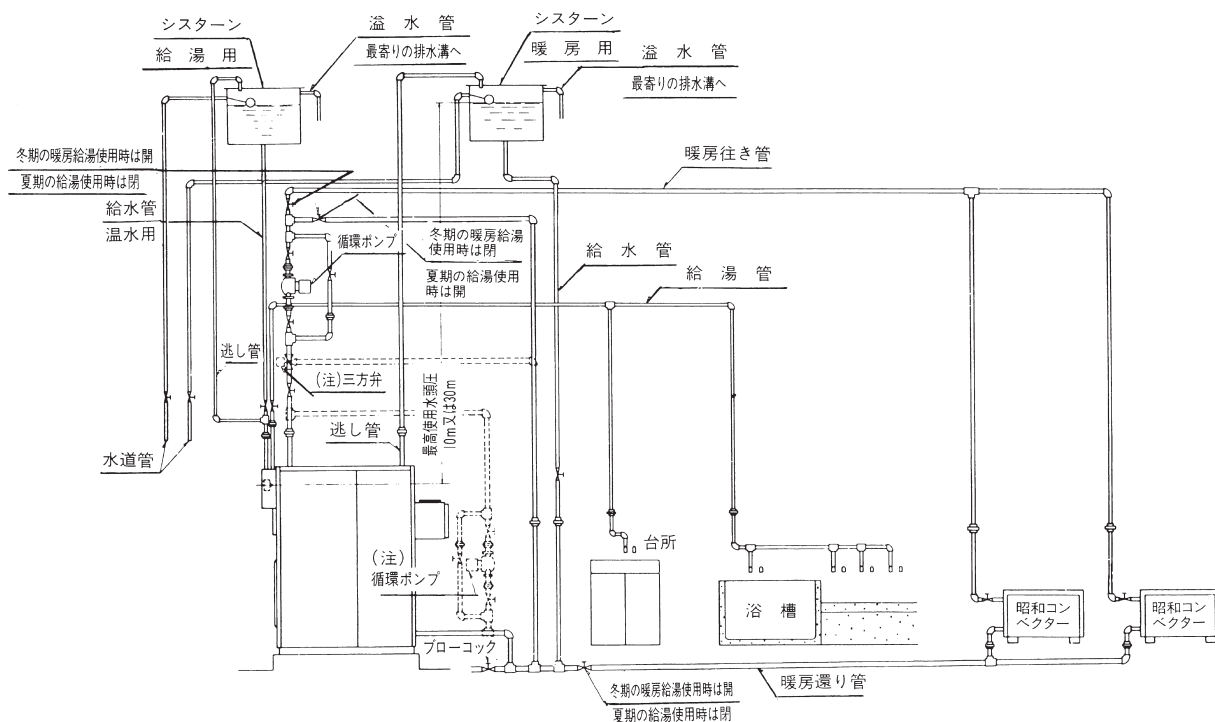 シスターン
給湯用
溢水管
最寄りの排水溝へ
シスターン
暖房用
溢水管
最寄りの排水溝へ
冬期の暖房給湯使用時は開
夏期の給湯使用時は閉
給水管
温水用
循環ポンプ
冬期の暖房給湯
使用時は閉
夏期の給湯使用
時は開
暖房往き管
給水管
給湯管
逃し管
(注)三方弁
逃し管
最高使用水頭圧
10m又は30m
水道管
(注)
循環ポンプ
ブローコック
台所
浴槽
昭和コン
ベクター
昭和コン
ベクター
冬期の暖房給湯使用時は開
夏期の給湯使用時は閉
暖房還り管